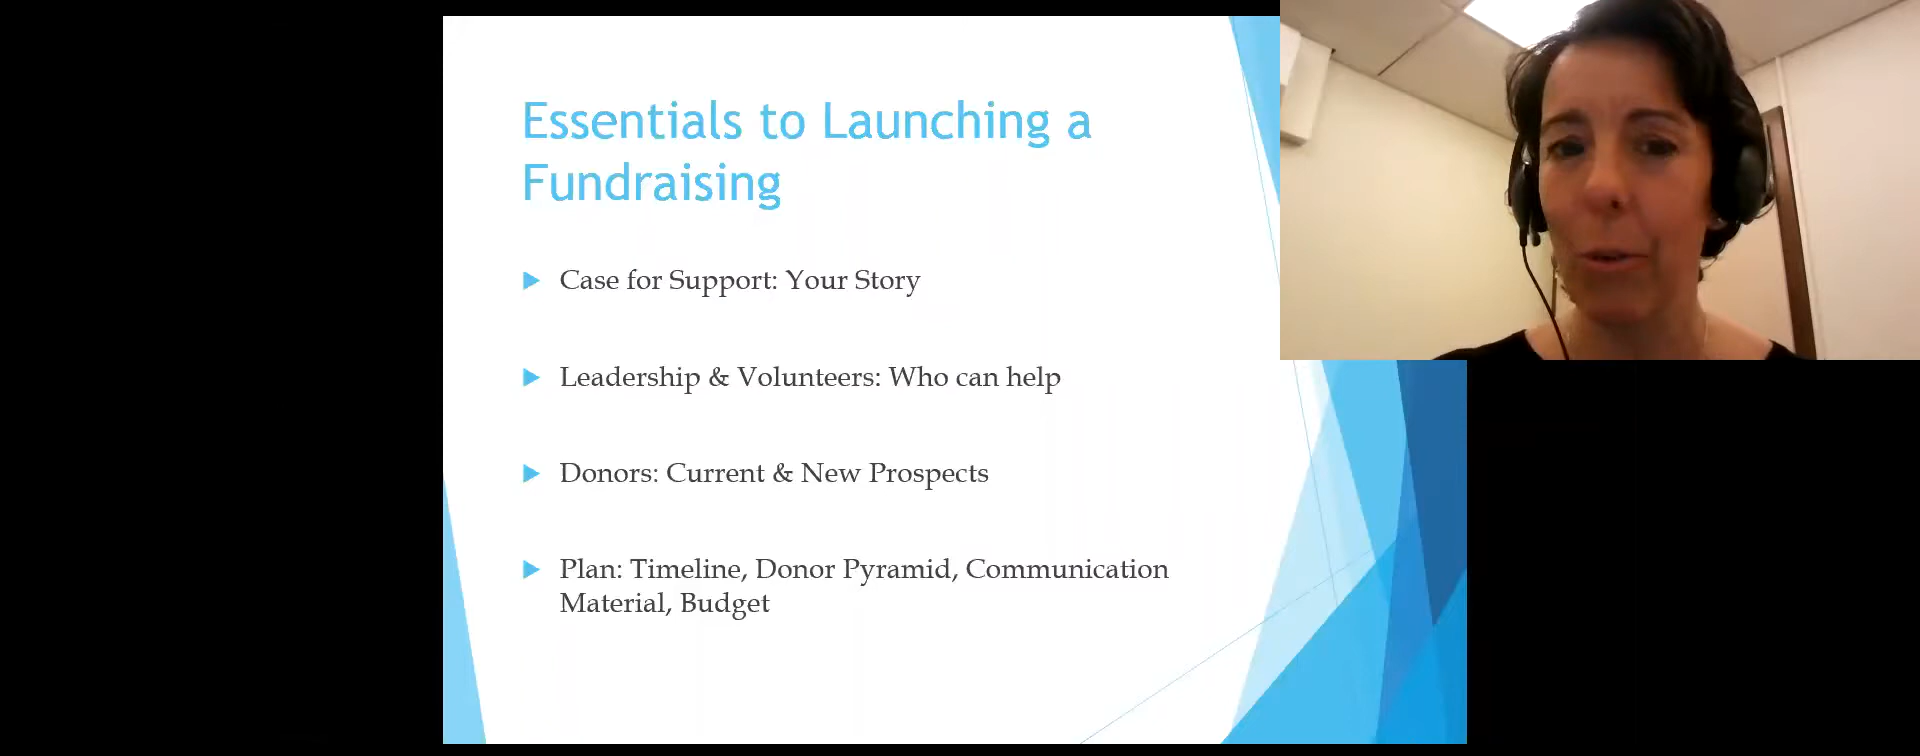 Essentials to Launching a
Fundraising
Case for Support: Your Story
Leadership & Volunteers: Who can help
Donors: Current & New Prospects
Plan: Timeline, Donor Pyramid, Communication
Material, Budget